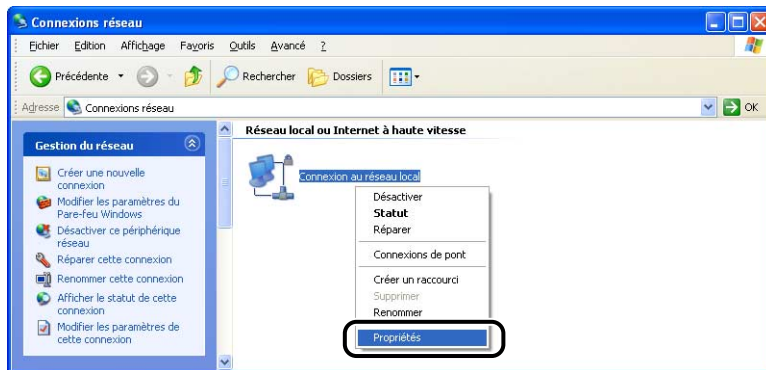 Connexions réseau
Fichier Edition Affichage Favoris Outils Avancé ?
Précédente Rechercher Dossiers
Adresse Connexions réseau OK
Gestion du réseau
Créer une nouvelle
connexion
Modifier les paramètres du
Pare-feu Windows
Désactiver ce périphérique
réseau
Réparer cette connexion
Renommer cette connexion
Afficher le statut de cette
connexion
Modifier les paramètres de
cette connexion
Réseau local ou Internet à haute vitesse
Connexion au réseau local
Désactiver
Statut
Réparer
Connexions de pont
Créer un raccourci
Supprimer
Renommer
Propriétés